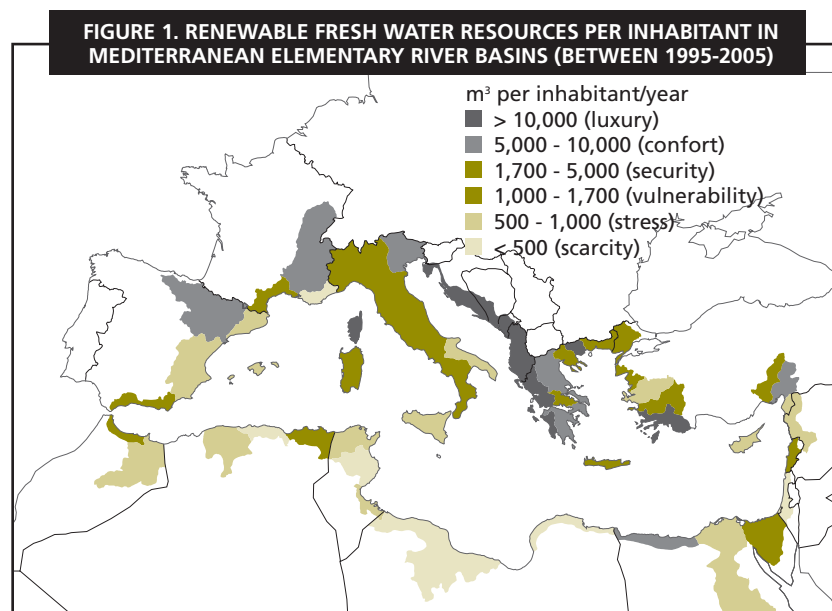 FIGURE 1. RENEWABLE FRESH WATER RESOURCES PER INHABITANT IN
MEDITERRANEAN ELEMENTARY RIVER BASINS (BETWEEN 1995-2005)
m³ per inhabitant/year
> 10,000 (luxury)
5,000 - 10,000 (confort)
1,700 - 5,000 (security)
1,000 - 1,700 (vulnerability)
500 - 1,000 (stress)
< 500 (scarcity)